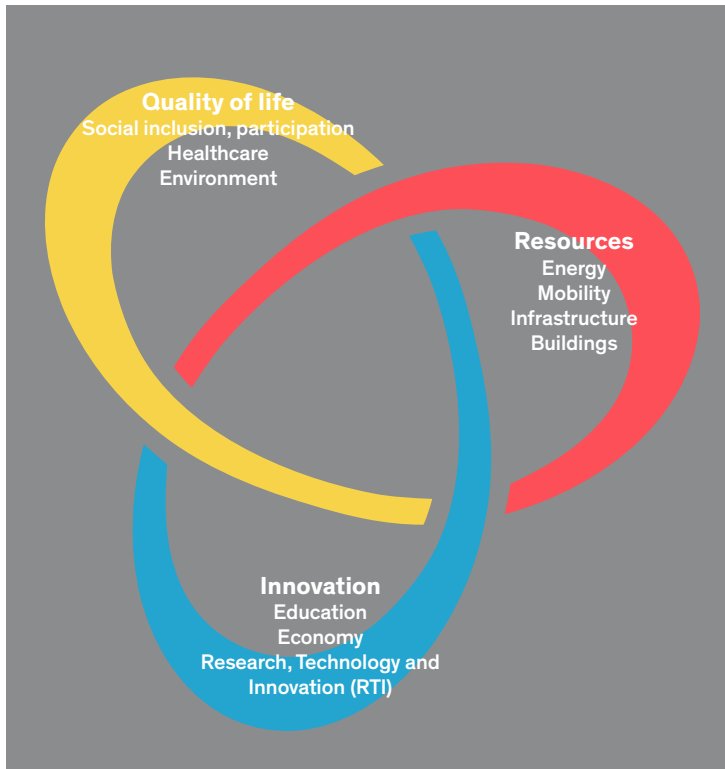 Quality of life
Social inclusion, participation
Healthcare
Environment
Resources
Energy
Mobility
Infrastructure
Buildings
Innovation
Education
Economy
Research, Technology and
Innovation (RTI)